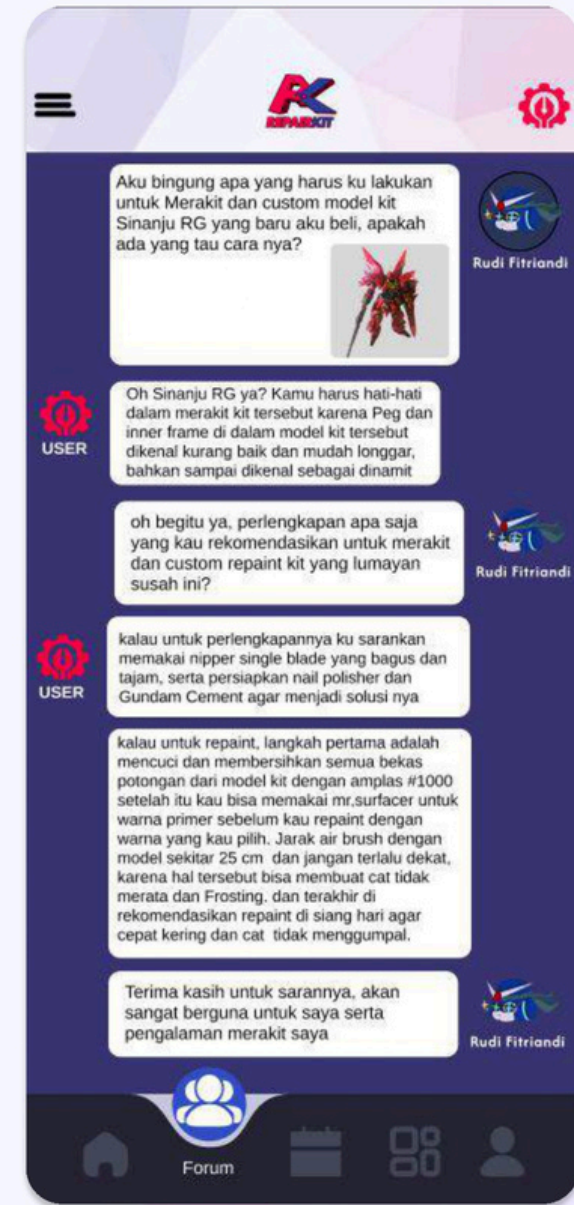 RK
REPAIRKIT
Aku bingung apa yang harus ku lakukan
untuk Merakit dan custom model kit
Sinanju RG yang baru aku beli, apakah
ada yang tau cara nya?
Rudi Fitriandi
Oh Sinanju RG ya? Kamu harus hati-hati
dalam merakit kit tersebut karena Peg dan
inner frame di dalam model kit tersebut
dikenal kurang baik dan mudah longgar,
bahkan sampai dikenal sebagai dinamit
USER
oh begitu ya, perlengkapan apa saja
yang kau rekomendasikan untuk merakit
dan custom repaint kit yang lumayan
susah ini?
Rudi Fitriandi
kalau untuk perlengkapannya ku sarankan
memakai nipper single blade yang bagus dan
tajam, serta persiapkan nail polisher dan
Gundam Cement agar menjadi solusi nya
USER
kalau untuk repaint, langkah pertama adalah
mencuci dan membersihkan semua bekas
potongan dari model kit dengan amplas #1000
setelah itu kau bisa memakai mr,surfacer untuk
warna primer sebelum kau repaint dengan
warna yang kau pilih. Jarak air brush dengan
model sekitar 25 cm dan jangan terlalu dekat,
karena hal tersebut bisa membuat cat tidak
merata dan Frosting. dan terakhir di
rekomendasikan repaint di siang hari agar
cepat kering dan cat tidak menggumpal.
Terima kasih untuk sarannya, akan
sangat berguna untuk saya serta
pengalaman merakit saya
Rudi Fitriandi
Forum